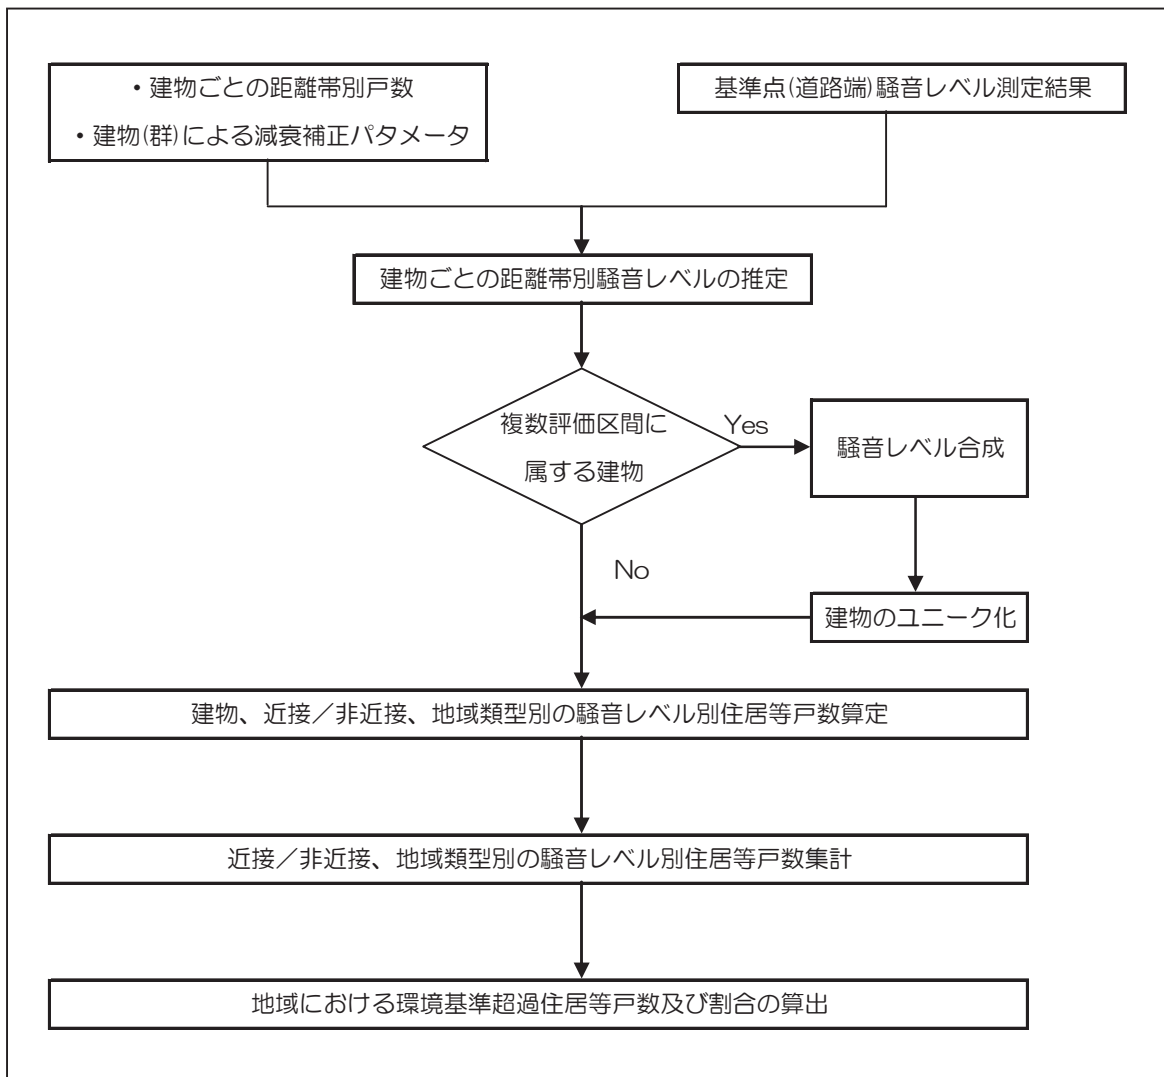 ・建物ごとの距離帯別戸数
・建物(群)による減衰補正パタメータ
基準点(道路端)騒音レベル測定結果
建物ごとの距離帯別騒音レベルの推定
複数評価区間に
属する建物
Yes
騒音レベル合成
No
建物のユニーク化
建物、近接／非近接、地域類型別の騒音レベル別住居等戸数算定
近接／非近接、地域類型別の騒音レベル別住居等戸数集計
地域における環境基準超過住居等戸数及び割合の算出